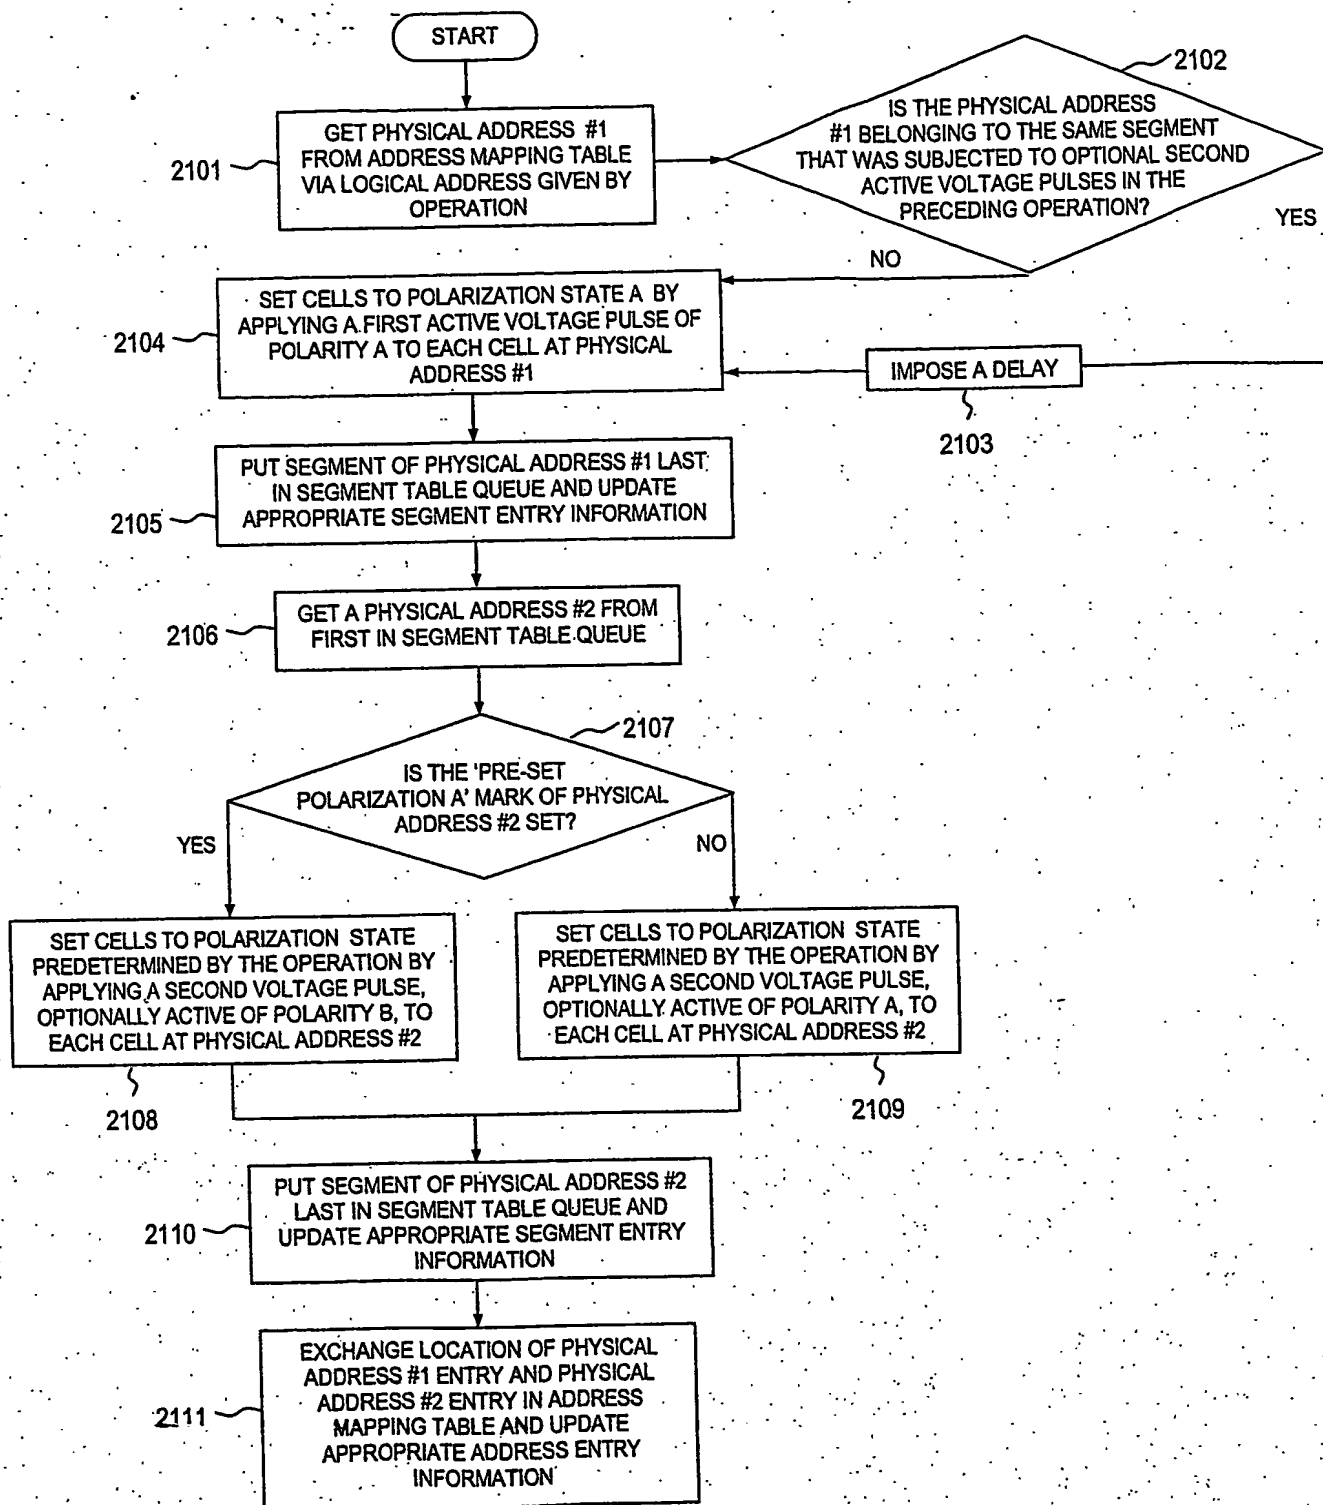 START
GET PHYSICAL ADDRESS #1
FROM ADDRESS MAPPING TABLE
VIA LOGICAL ADDRESS GIVEN BY
OPERATION
2101
2102
IS THE PHYSICAL ADDRESS
#1 BELONGING TO THE SAME SEGMENT
THAT WAS SUBJECTED TO OPTIONAL SECOND
ACTIVE VOLTAGE PULSES IN THE
PRECEDING OPERATION?
YES
NO
SET CELLS TO POLARIZATION STATE A BY
APPLYING A FIRST ACTIVE VOLTAGE PULSE OF
POLARITY A TO EACH CELL AT PHYSICAL
ADDRESS #1
2104
IMPOSE A DELAY
2103
PUT SEGMENT OF PHYSICAL ADDRESS #1 LAST
IN SEGMENT TABLE QUEUE AND UPDATE
APPROPRIATE SEGMENT ENTRY INFORMATION
2105
GET A PHYSICAL ADDRESS #2 FROM
FIRST IN SEGMENT TABLE QUEUE
2106
2107
IS THE 'PRE-SET
POLARIZATION A' MARK OF PHYSICAL
ADDRESS #2 SET?
YES
NO
SET CELLS TO POLARIZATION STATE
PREDETERMINED BY THE OPERATION BY
APPLYING A SECOND VOLTAGE PULSE,
OPTIONALLY ACTIVE OF POLARITY B, TO
EACH CELL AT PHYSICAL ADDRESS #2
2108
SET CELLS TO POLARIZATION STATE
PREDETERMINED BY THE OPERATION BY
APPLYING A SECOND VOLTAGE PULSE,
OPTIONALLY ACTIVE OF POLARITY A, TO
EACH CELL AT PHYSICAL ADDRESS #2
2109
PUT SEGMENT OF PHYSICAL ADDRESS #2
LAST IN SEGMENT TABLE QUEUE AND
UPDATE APPROPRIATE SEGMENT ENTRY
INFORMATION
2110
EXCHANGE LOCATION OF PHYSICAL
ADDRESS #1 ENTRY AND PHYSICAL
ADDRESS #2 ENTRY IN ADDRESS
MAPPING TABLE AND UPDATE
APPROPRIATE ADDRESS ENTRY
INFORMATION
2111